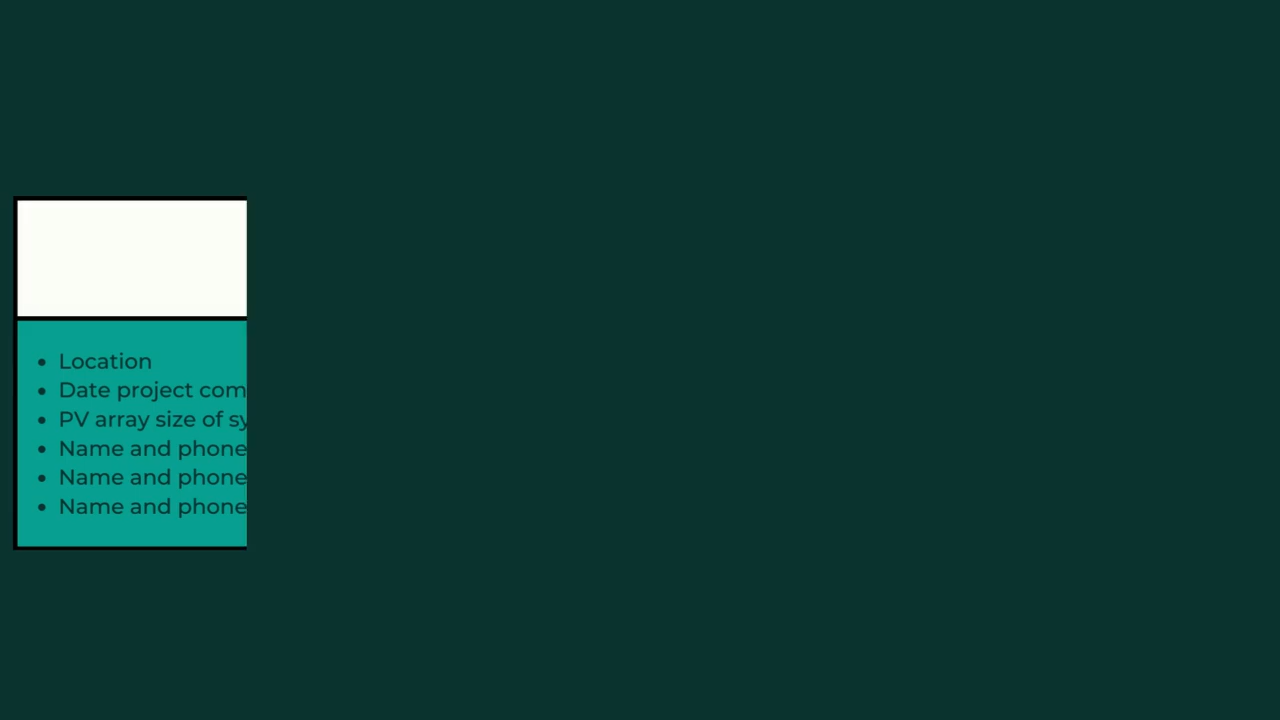 Location
Date project com
PV array size of sy
Name and phone
Name and phone
Name and phone